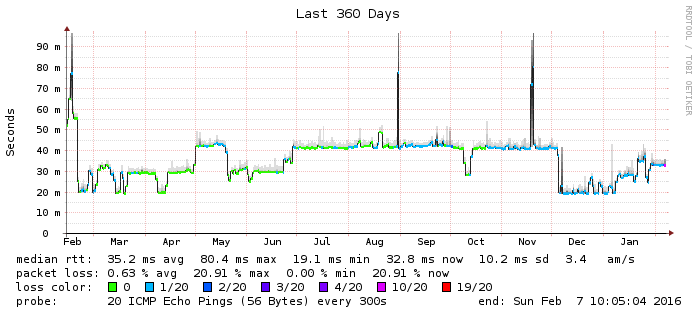 Last 360 Days
RRDTOOL / TOBI OETIKER
Seconds
90 m
80 m
70 m
60 m
50 m
40 m
30 m
20 m
10 m
0
Feb Mar Apr May Jun Jul Aug Sep Oct Nov Dec Jan
median rtt: 35.2 ms avg 80.4 ms max 19.1 ms min 32.8 ms now 10.2 ms sd 3.4 am/s
packet loss: 0.63 % avg 20.91 % max 0.00 % min 20.91 % now
loss color: 0 1/20 2/20 3/20 4/20 10/20 19/20
probe: 20 ICMP Echo Pings (56 Bytes) every 300s end: Sun Feb 7 10:05:04 2016